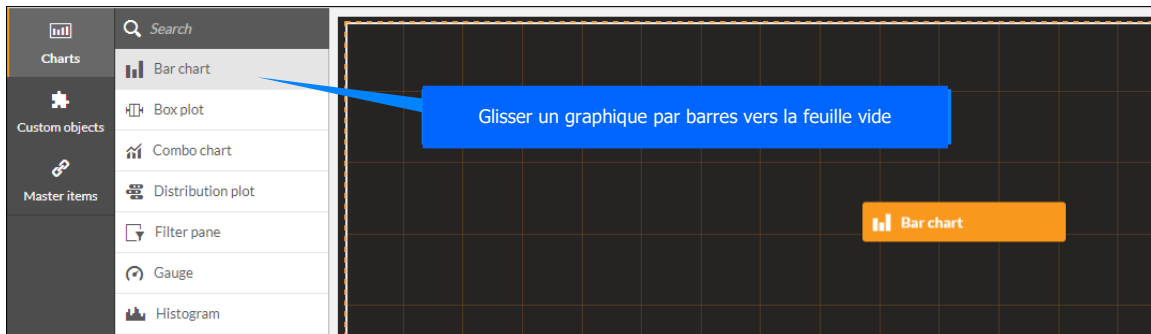 Charts
Custom objects
Master items
Search
Bar chart
Box plot
Combo chart
Distribution plot
Filter pane
Gauge
Histogram
Glisser un graphique par barres vers la feuille vide
Bar chart